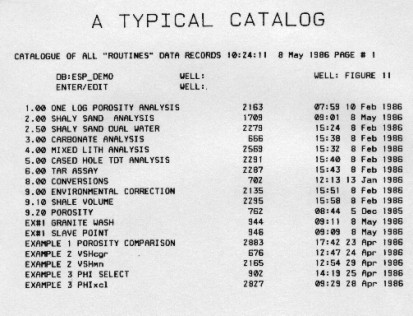 A TYPICAL CATALOG
CATALOGUE OF ALL "ROUTINES" DATA RECORDS 10:24:11 8 May 1986 PAGE # 1
DB:ESP_DEMO WELL: WELL: FIGURE 11
ENTER/EDIT WELL:.
1.00 ONE LOG POROSITY ANALYSIS 2163 07:59 10 Feb 1986
2.00 SHALY SAND ANALYSIS 1709 09:01 8 May 1986
2.50 SHALY SAND DUAL WATER 2279 15:24 8 Feb 1986
3.00 CARBONATE ANALYSIS 666 15:38 8 Feb 1986
4.00 MIXED LITH ANALYSIS 2569 15:32 8 Feb 1986
5.00 CASED HOLE TDT ANALYSIS 2291 15:40 8 Feb 1986
6.00 TAR ASSAY 2287 15:43 8 Feb 1986
8.00 CONVERSIONS 702 12:13 13 Jan 1986
9.00 ENVIRONMENTAL CORRECTION 2135 15:51 8 Feb 1986
9.10 SHALE VOLUME 2295 15:58 8 Feb 1986
9.20 POROSITY 762 08:44 5 Dec 1985
EX#1 GRANITE WASH 944 09:11 8 May 1986
EX#1 SLAVE POINT 946 09:09 8 May 1986
EXAMPLE 1 POROSITY COMPARISON 2883 17:42 23 Apr 1986
EXAMPLE 2 VSHcgr 676 12:47 24 Apr 1986
EXAMPLE 2 VSHmn 2165 12:54 29 Apr 1986
EXAMPLE 3 PHI SELECT 902 14:19 25 Apr 1986
EXAMPLE 3 PHIxcl 2827 09:29 28 Apr 1986